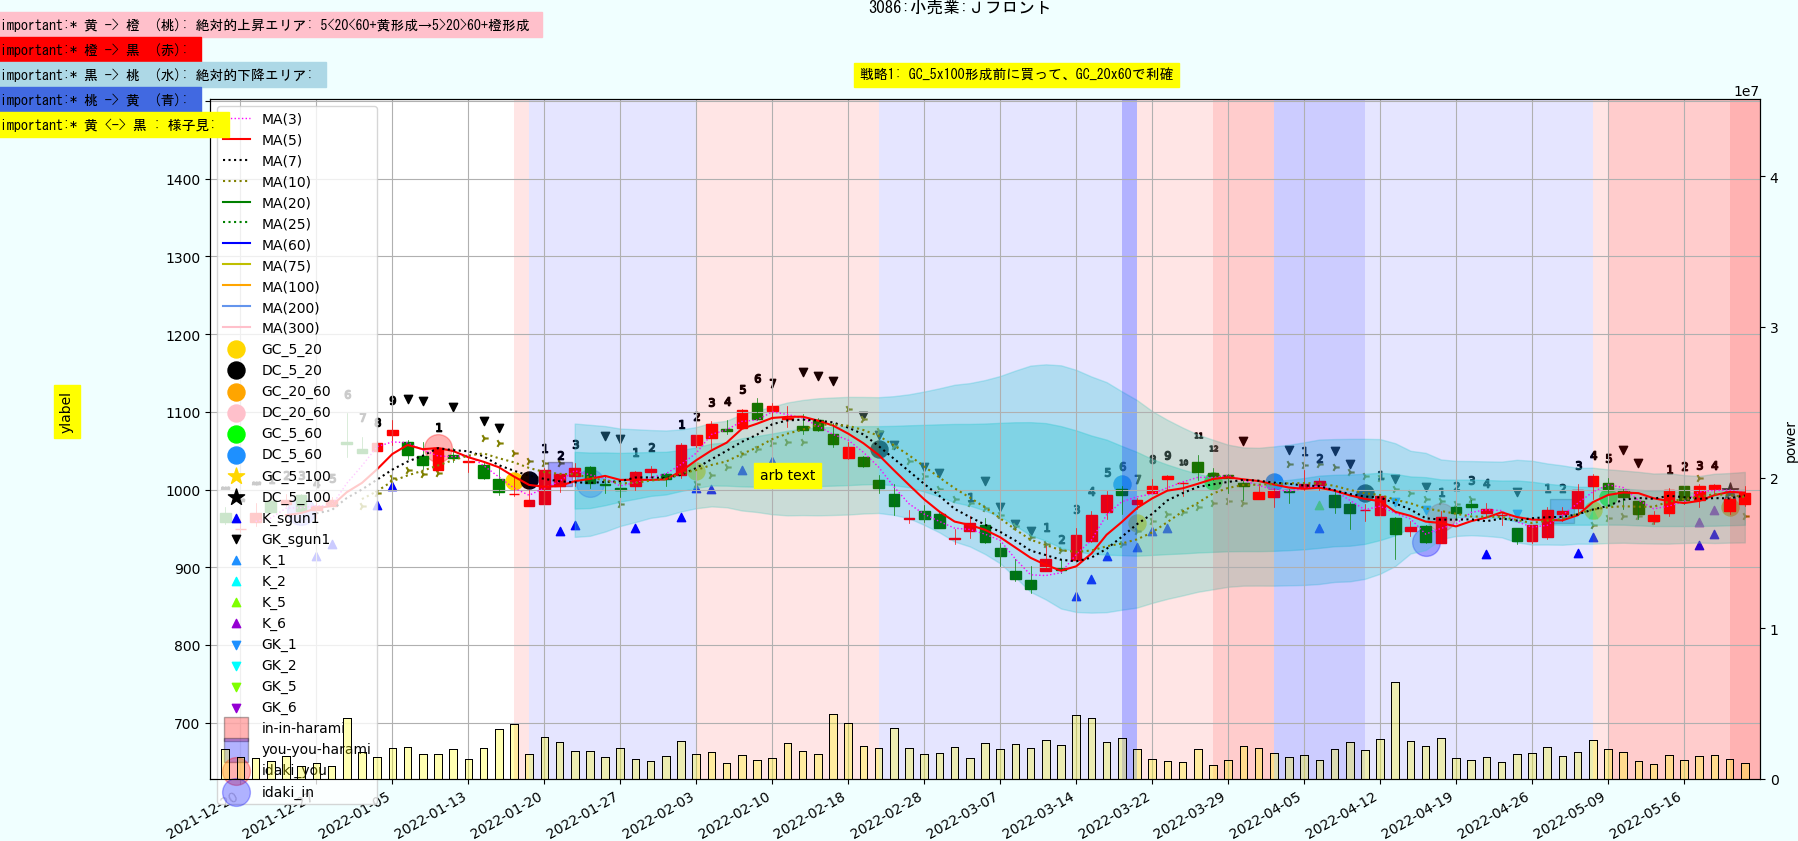 3086:小売業:Ｊフロント
important:* 黄 -> 橙 (桃): 絶対的上昇エリア: 5<20<60+黄形成→5>20>60+橙形成
important:* 橙 -> 黒 (赤):
important:* 黒 -> 桃 (水): 絶対的下降エリア:
戦略1: GC_5x100形成前に買って、GC_20x60で利確
important:* 桃 -> 黄 (青):
important:* 黄 <-> 黒 : 様子見:
1e7
MA(3)
MA(5)
MA(7)
MA(10)
MA(20)
MA(25)
MA(60)
MA(75)
MA(100)
MA(200)
MA(300)
GC_5_20
DC_5_20
GC_20_60
DC_20_60
GC_5_60
DC_5_60
GC_5_100
DC_5_100
K_sgun1
GK_sgun1
K_1
K_2
K_5
K_6
GK_1
GK_2
GK_5
GK_6
in-in-harami
you-you-harami
idaki_you
idaki_in
1400
1300
1200
1100
1000
900
800
700
ylabel
arb text
4
3
2
1
0
power
2021-12-20
2021-12-27
2022-01-05
2022-01-13
2022-01-20
2022-01-27
2022-02-03
2022-02-10
2022-02-18
2022-02-28
2022-03-07
2022-03-14
2022-03-22
2022-03-29
2022-04-05
2022-04-12
2022-04-19
2022-04-26
2022-05-09
2022-05-16